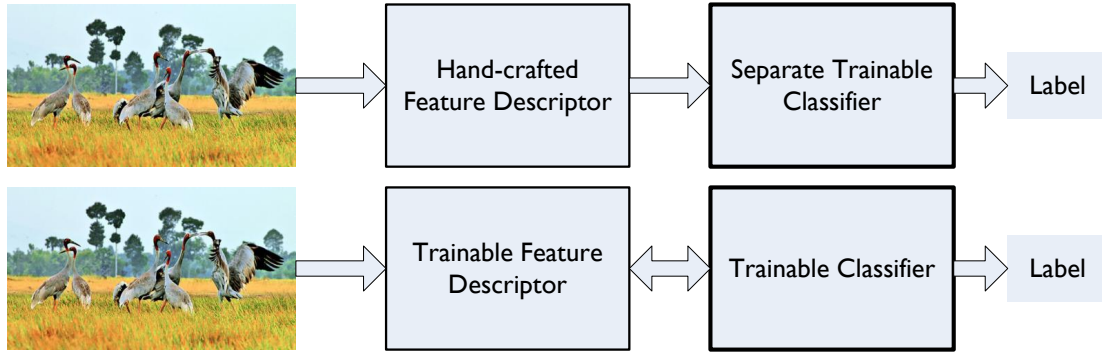 Hand-crafted
Feature Descriptor
Separate Trainable
Classifier
Label
Trainable Feature
Descriptor
Trainable Classifier
Label